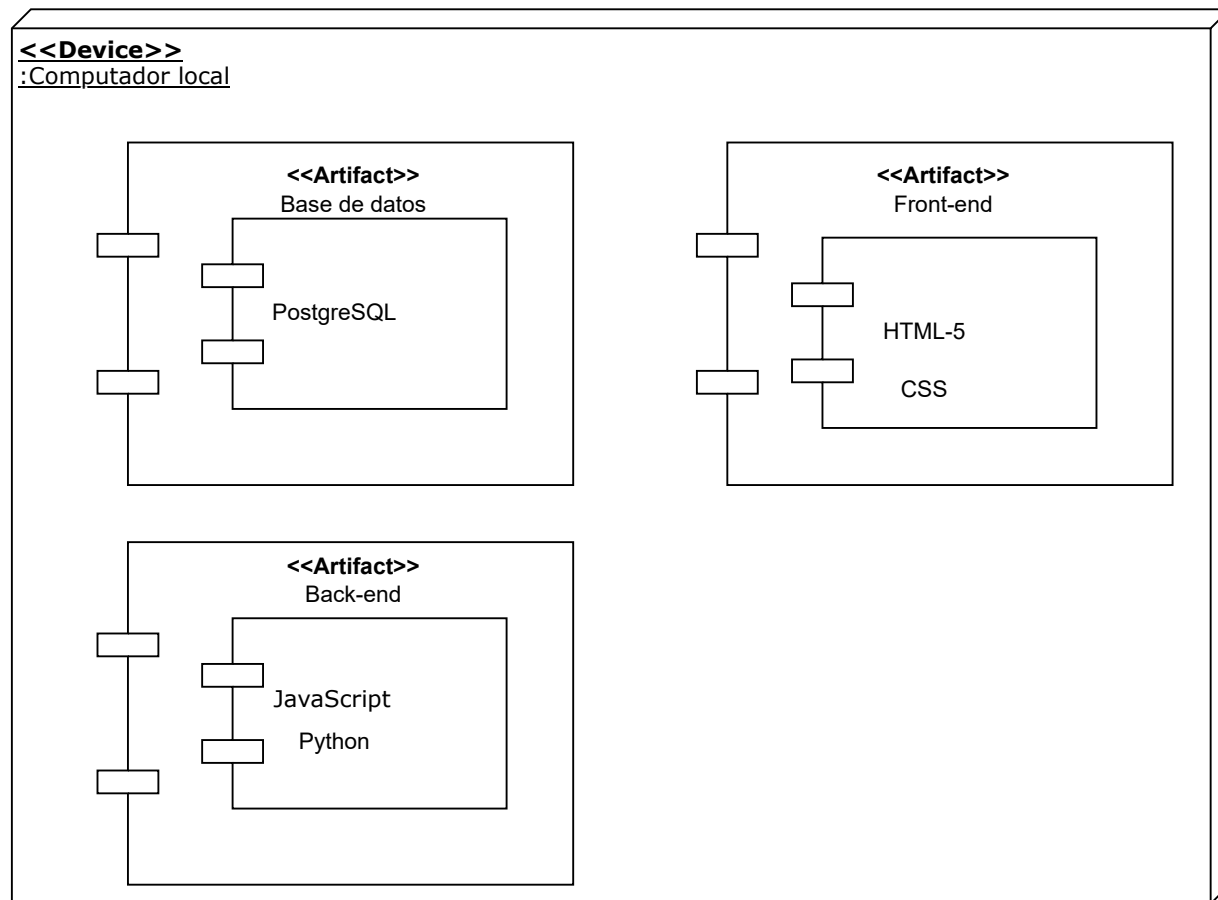 <<Device>>
:Computador local
<<Artifact>>
Base de datos
PostgreSQL
<<Artifact>>
Front-end
HTML-5
CSS
<<Artifact>>
Back-end
JavaScript
Python